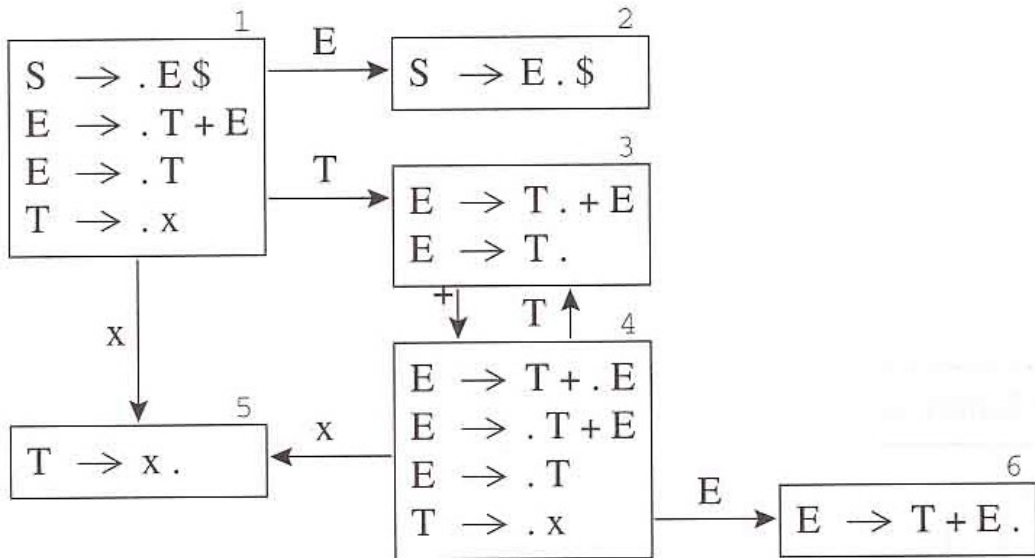 1
S → . E $
E → . T + E
E → . T
T → . x
E
2
S → E . $
T
3
E → T . + E
E → T .
x
+
T
4
E → T + . E
E → . T + E
E → . T
T → . x
5
T → x .
x
E
6
E → T + E .